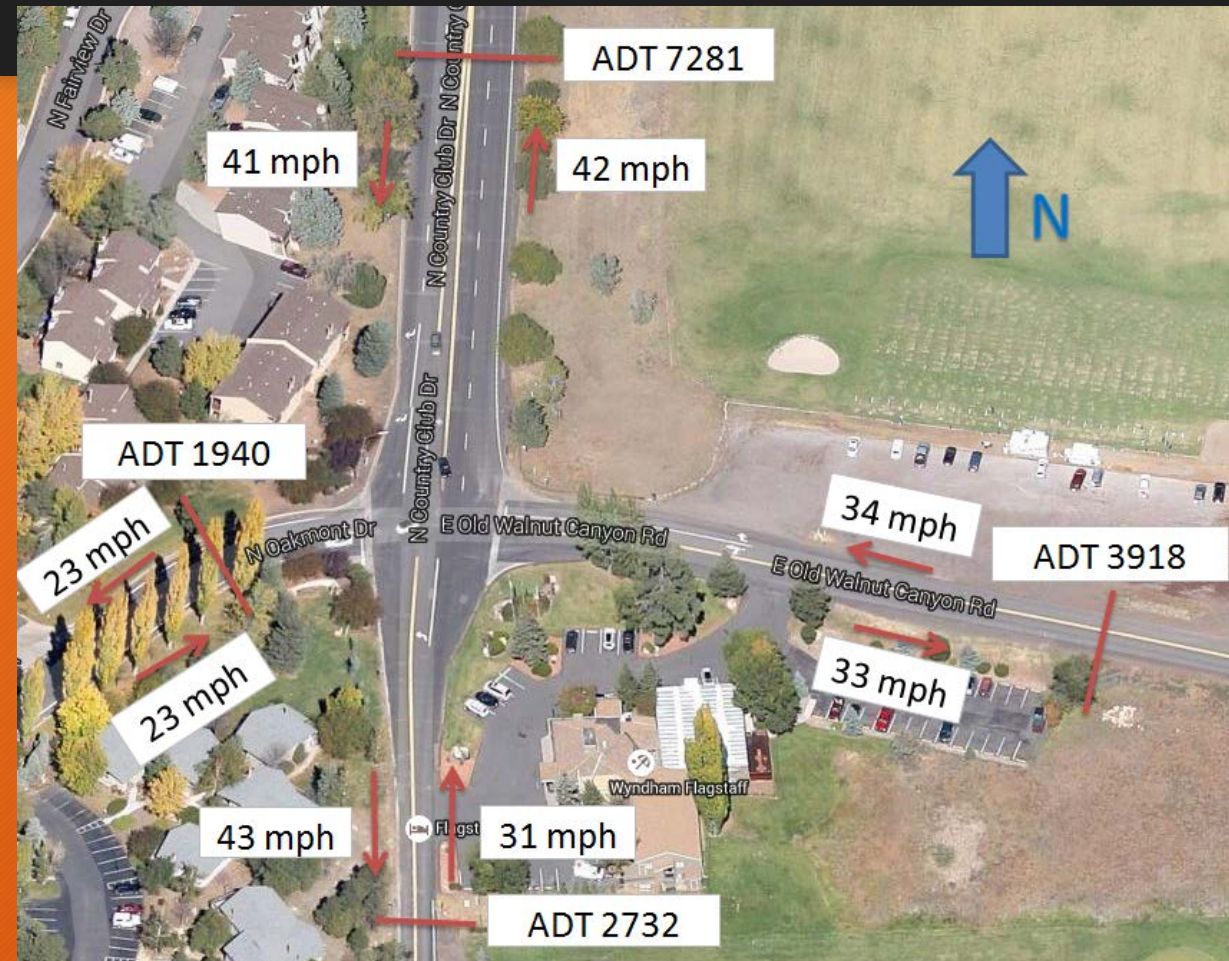 N Fairview Dr
N Country Club Dr
N Country C
ADT 7281
41 mph
42 mph
N
N Country Club Dr
ADT 1940
23 mph
N Oakmont Dr
E Old Walnut Canyon Rd
34 mph
ADT 3918
E Old Walnut Canyon Rd
23 mph
33 mph
Wyndham Flagstaff
43 mph
Flagst
31 mph
ADT 2732